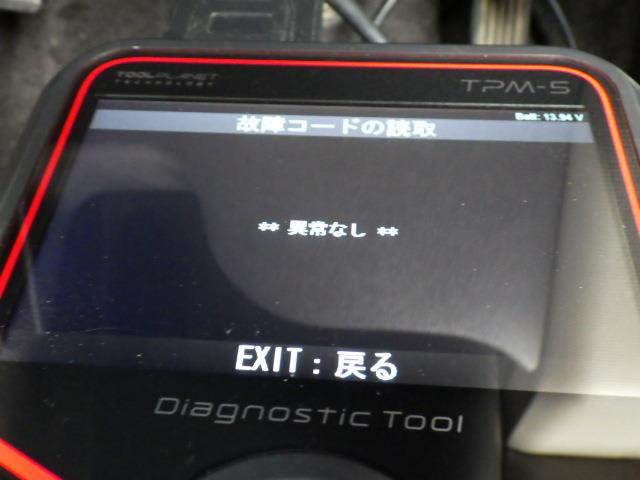 TOOLPLANET
TECHNOLOGY
TPM-5
Batt: 13.94 V
故障コードの読取
** 異常なし **
EXIT : 戻る
Diagnostic Tool